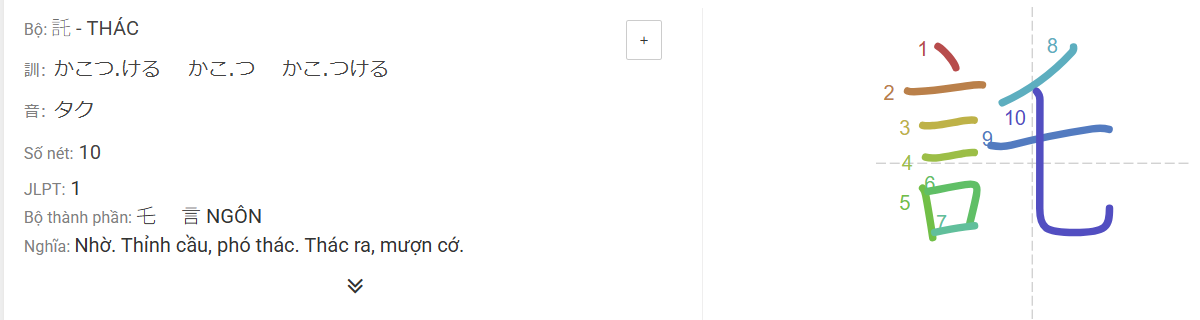 Bộ: 託 - THÁC
+
訓: かこつ.ける かこ.つ かこ.つける
音: タク
Số nét: 10
JLPT: 1
Bộ thành phần: 乇 言 NGÔN
Nghĩa: Nhờ. Thỉnh cầu, phó thác. Thác ra, mượn cớ.
託
1
8
2
3
10
9
4
6
5
7